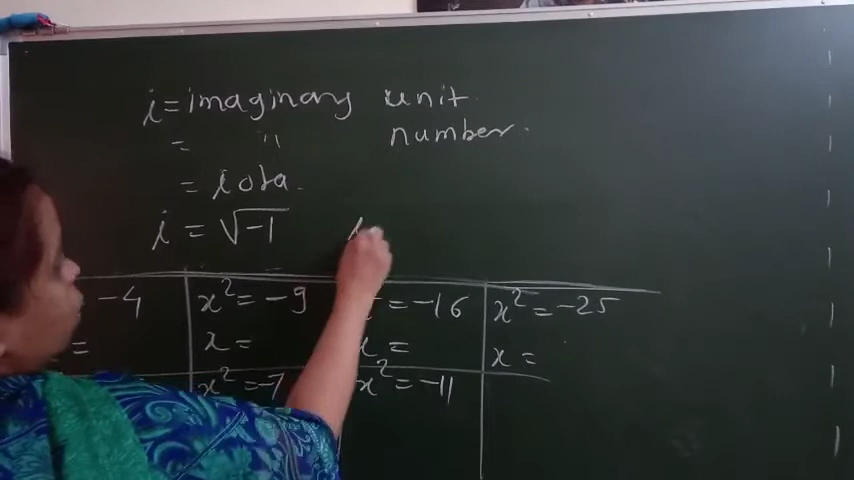 i = imaginary unit
= " number.
= iota.
i = √-1 i
-4 x² = -9 = -16 x² = -25
= x = x = x =
x² = -7 x² = -11